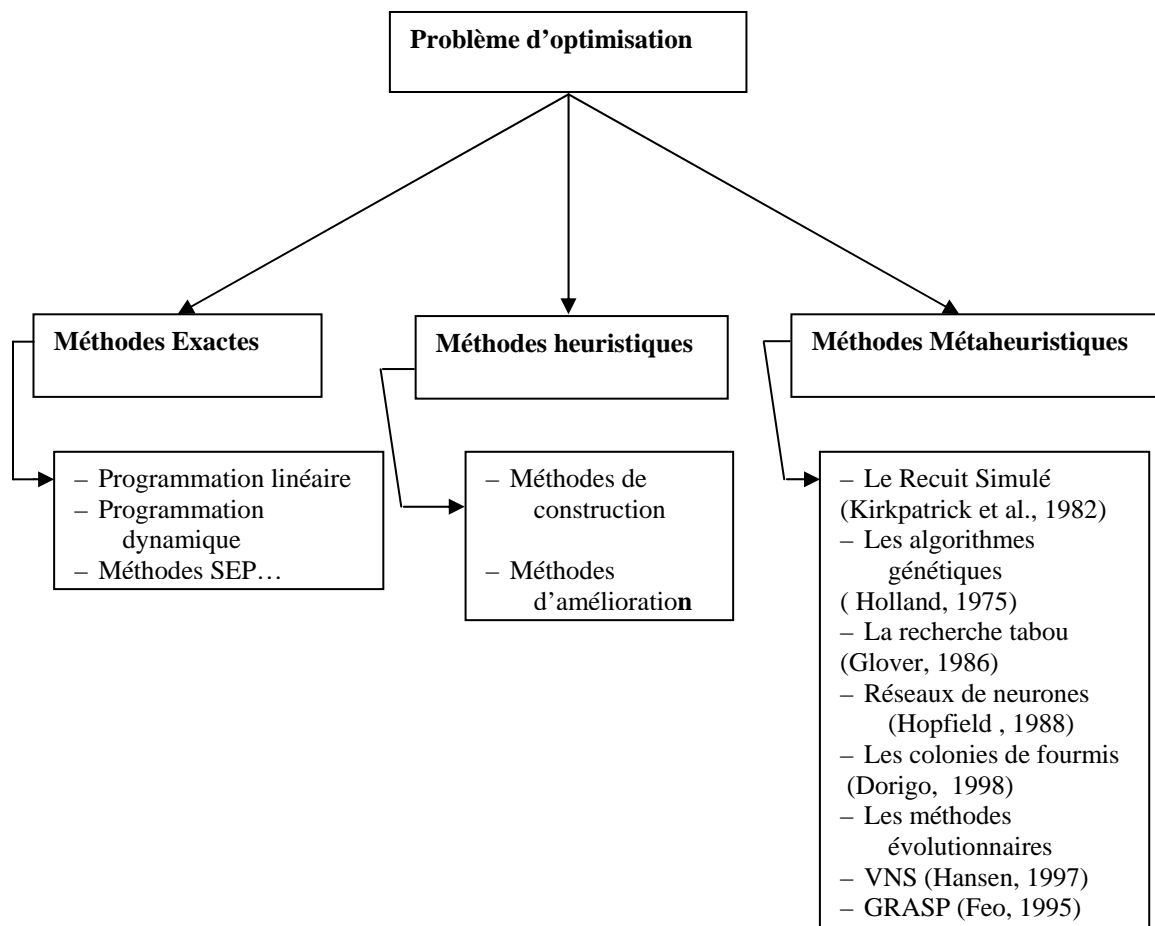 Problème d’optimisation
Méthodes Exactes
Méthodes heuristiques
Méthodes Métaheuristiques
– Programmation linéaire
– Programmation
dynamique
– Méthodes SEP…
– Méthodes de
construction
– Méthodes
d’amélioration
– Le Recuit Simulé
(Kirkpatrick et al., 1982)
– Les algorithmes
génétiques
( Holland, 1975)
– La recherche tabou
(Glover, 1986)
– Réseaux de neurones
(Hopfield , 1988)
– Les colonies de fourmis
(Dorigo, 1998)
– Les méthodes
évolutionnaires
– VNS (Hansen, 1997)
– GRASP (Feo, 1995)